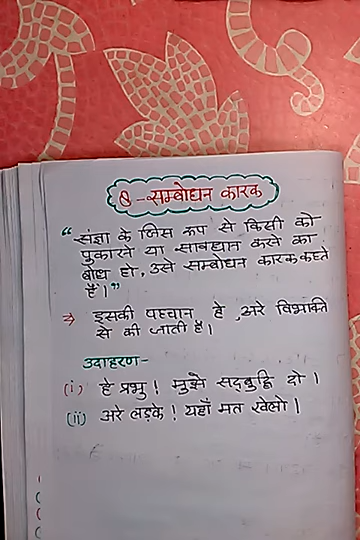 8-सम्बोधन कारक
“संज्ञा के जिस रूप से किसी को
पुकारने या सावधान करने का
बोध हो, उसे सम्बोधन कारक कहते
हैं।”
⇒ इसकी पहचान हे, अरे विभक्ति
से की जाती है।
उदाहरण-
(i) हे प्रभु! मुझे सद्बुद्धि दो।
(ii) अरे लड़के! यहाँ मत खेलो।